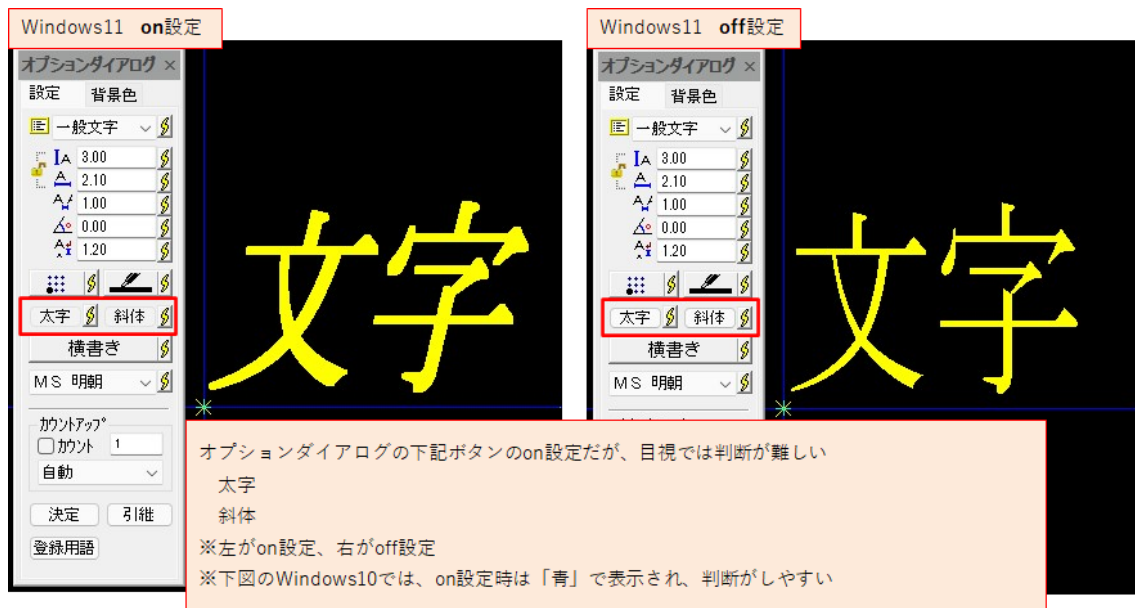 Windows11 on設定
オプションダイアログ ×
設定 背景色
一般文字
3.00
2.10
1.00
0.00
1.20
太字 斜体
横書き
MS 明朝
カウントアップ
カウント 1
自動
決定 引継
登録用語
文字
Windows11 off設定
オプションダイアログ ×
設定 背景色
一般文字
3.00
2.10
1.00
0.00
1.20
太字 斜体
横書き
MS 明朝
文字
オプションダイアログの下記ボタンのon設定だが、目視では判断が難しい
太字
斜体
※左がon設定、右がoff設定
※下図のWindows10では、on設定時は「青」で表示され、判断がしやすい